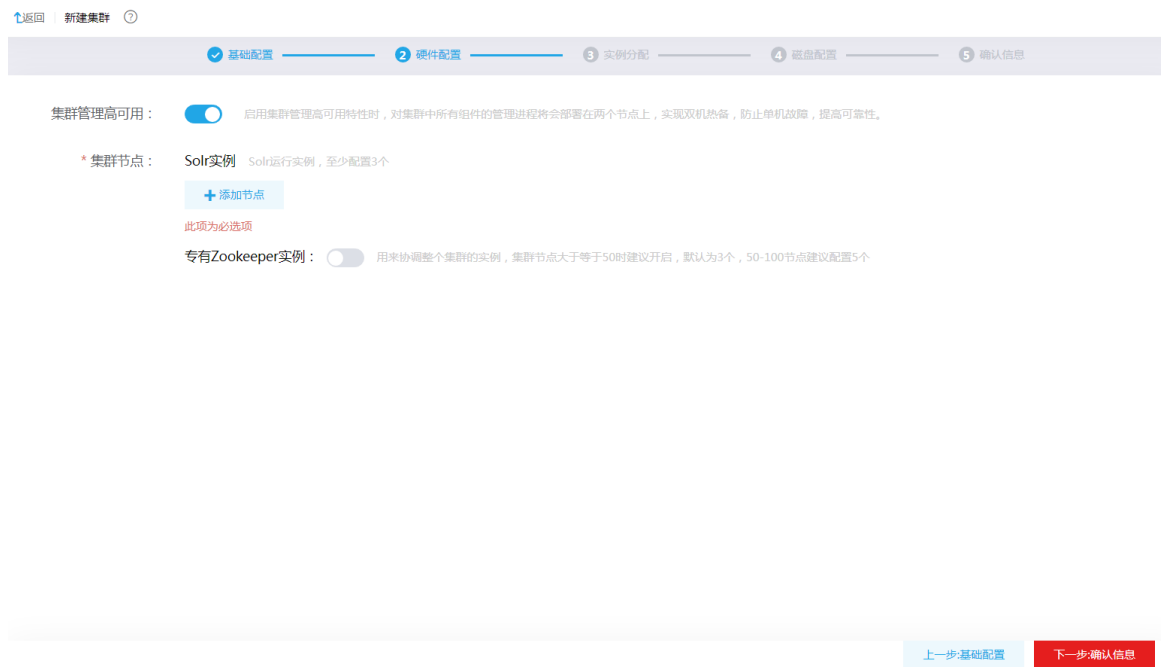 返回 新建集群 ?
基础配置 2 硬件配置 3 实例分配 4 磁盘配置 5 确认信息
集群管理高可用： 启用集群管理高可用特性时，对集群中所有组件的管理进程将会部署在两个节点上，实现双机热备，防止单机故障，提高可靠性。
* 集群节点： Solr实例 Solr运行实例，至少配置3个
+ 添加节点
此项为必选项
专有Zookeeper实例： 用来协调整个集群的实例，集群节点大于等于50时建议开启，默认为3个，50-100节点建议配置5个
上一步:基础配置 下一步:确认信息